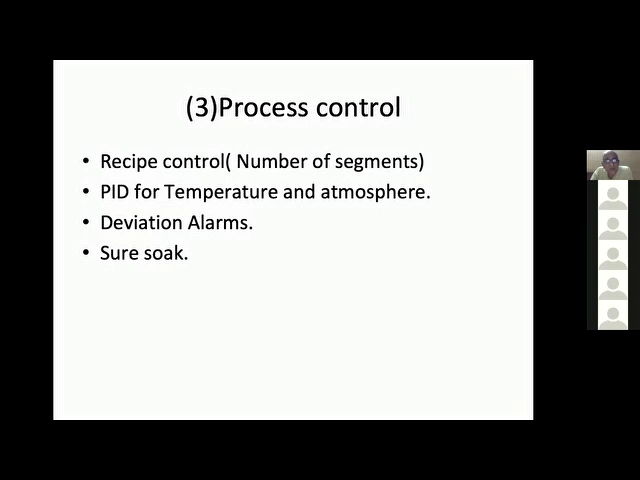 (3)Process control
• Recipe control( Number of segments)
• PID for Temperature and atmosphere.
• Deviation Alarms.
• Sure soak.